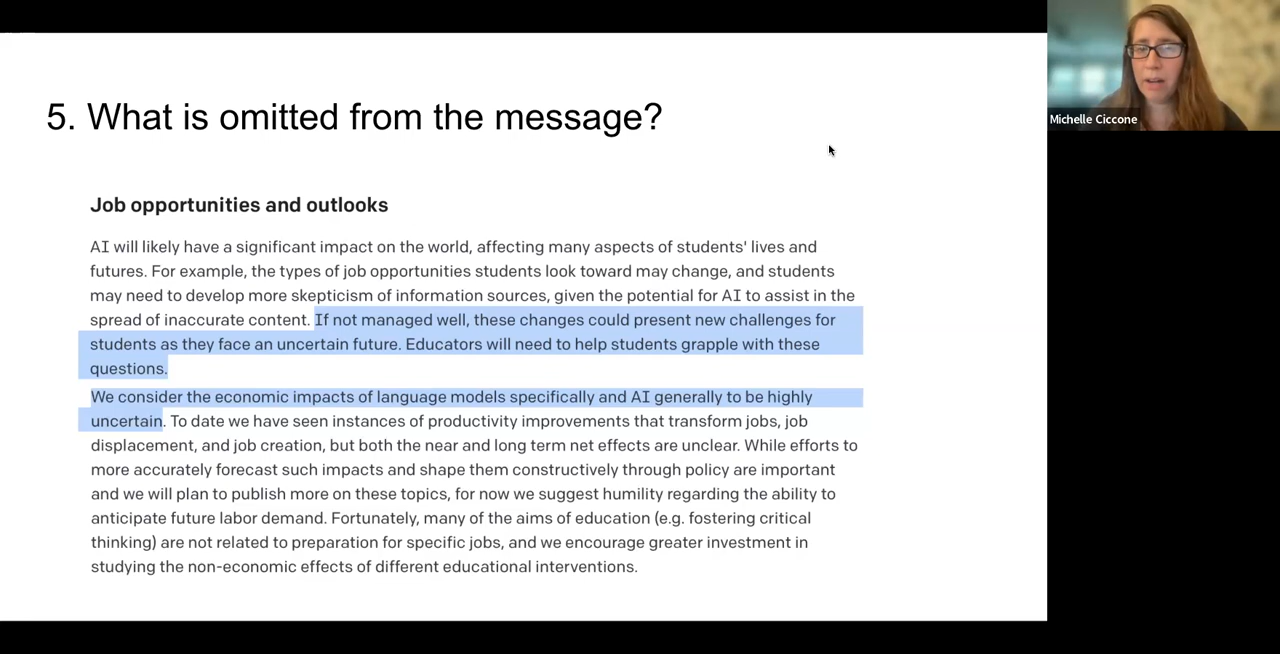 5. What is omitted from the message?
Michelle Ciccone
Job opportunities and outlooks
AI will likely have a significant impact on the world, affecting many aspects of students' lives and
futures. For example, the types of job opportunities students look toward may change, and students
may need to develop more skepticism of information sources, given the potential for AI to assist in the
spread of inaccurate content. If not managed well, these changes could present new challenges for
students as they face an uncertain future. Educators will need to help students grapple with these
questions.
We consider the economic impacts of language models specifically and AI generally to be highly
uncertain. To date we have seen instances of productivity improvements that transform jobs, job
displacement, and job creation, but both the near and long term net effects are unclear. While efforts to
more accurately forecast such impacts and shape them constructively through policy are important
and we will plan to publish more on these topics, for now we suggest humility regarding the ability to
anticipate future labor demand. Fortunately, many of the aims of education (e.g. fostering critical
thinking) are not related to preparation for specific jobs, and we encourage greater investment in
studying the non-economic effects of different educational interventions.